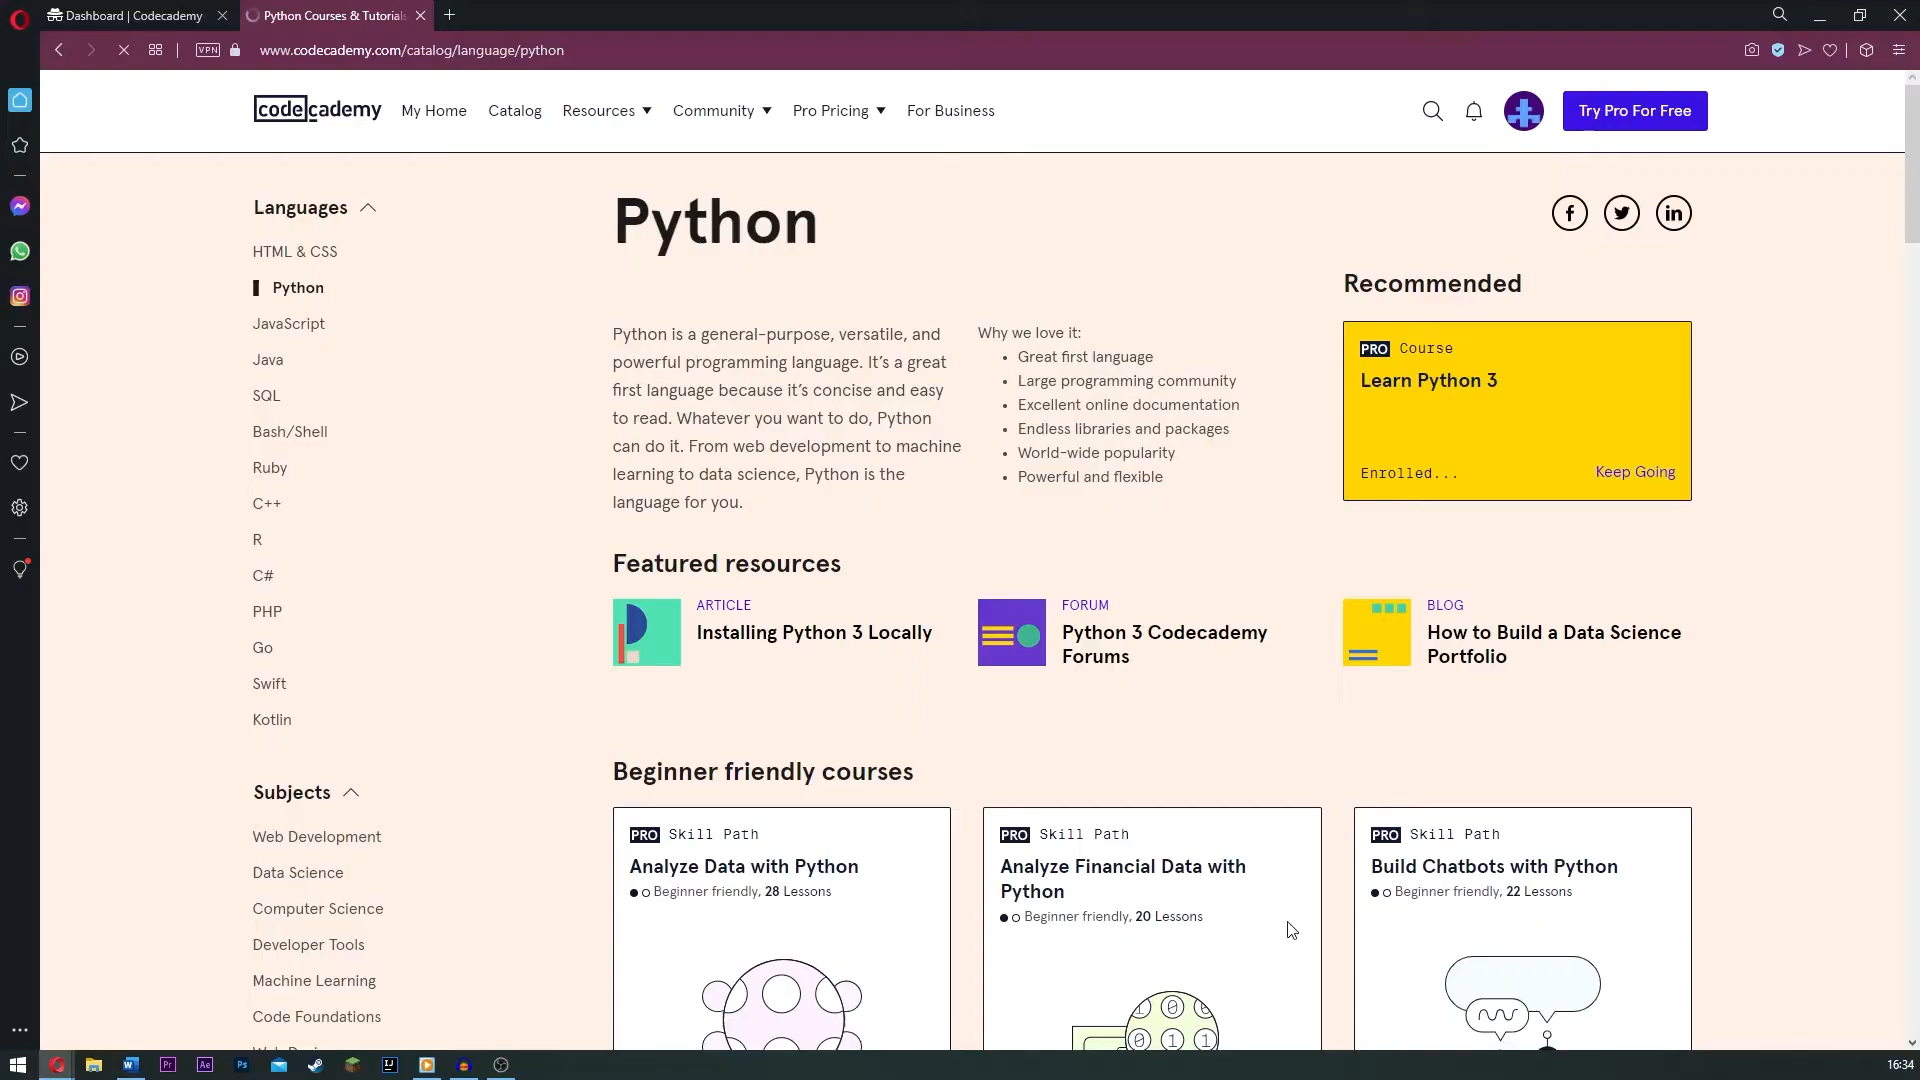 Dashboard | Codecademy
Python Courses & Tutorials
VPN
www.codecademy.com/catalog/language/python
codecademy
My Home
Catalog
Resources
Community
Pro Pricing
For Business
Try Pro For Free
Languages
HTML & CSS
Python
JavaScript
Java
SQL
Bash/Shell
Ruby
C++
R
C#
PHP
Go
Swift
Kotlin
Subjects
Web Development
Data Science
Computer Science
Developer Tools
Machine Learning
Code Foundations
Python
Python is a general-purpose, versatile, and
powerful programming language. It’s a great
first language because it’s concise and easy
to read. Whatever you want to do, Python
can do it. From web development to machine
learning to data science, Python is the
language for you.
Why we love it:
• Great first language
• Large programming community
• Excellent online documentation
• Endless libraries and packages
• World-wide popularity
• Powerful and flexible
Recommended
PRO Course
Learn Python 3
Enrolled...
Keep Going
Featured resources
ARTICLE
Installing Python 3 Locally
FORUM
Python 3 Codecademy
Forums
BLOG
How to Build a Data Science
Portfolio
Beginner friendly courses
PRO Skill Path
Analyze Data with Python
Beginner friendly, 28 Lessons
PRO Skill Path
Analyze Financial Data with
Python
Beginner friendly, 20 Lessons
PRO Skill Path
Build Chatbots with Python
Beginner friendly, 22 Lessons
W
Pr
Ae
Ps
IJ
16:34